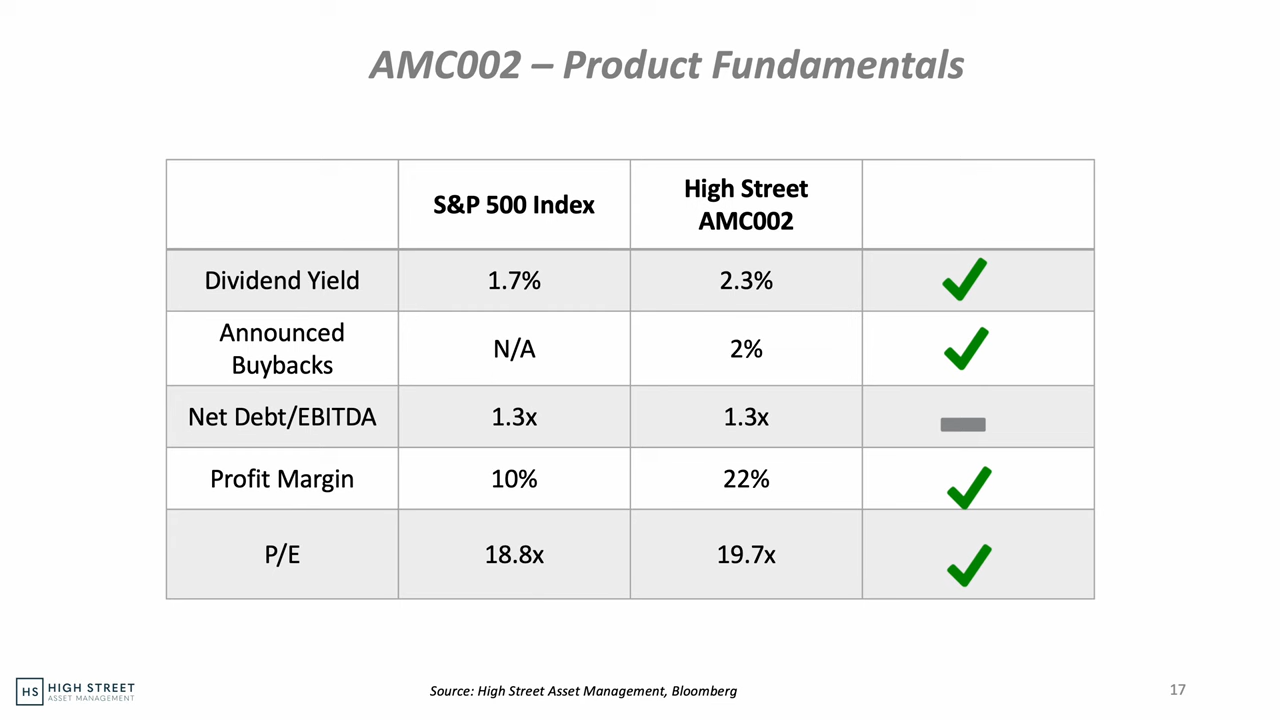 AMC002 – Product Fundamentals
S&P 500 Index
High Street
AMC002
Dividend Yield
1.7%
2.3%
Announced
Buybacks
N/A
2%
Net Debt/EBITDA
1.3x
1.3x
Profit Margin
10%
22%
P/E
18.8x
19.7x
HS
HIGH STREET
ASSET MANAGEMENT
Source: High Street Asset Management, Bloomberg
17